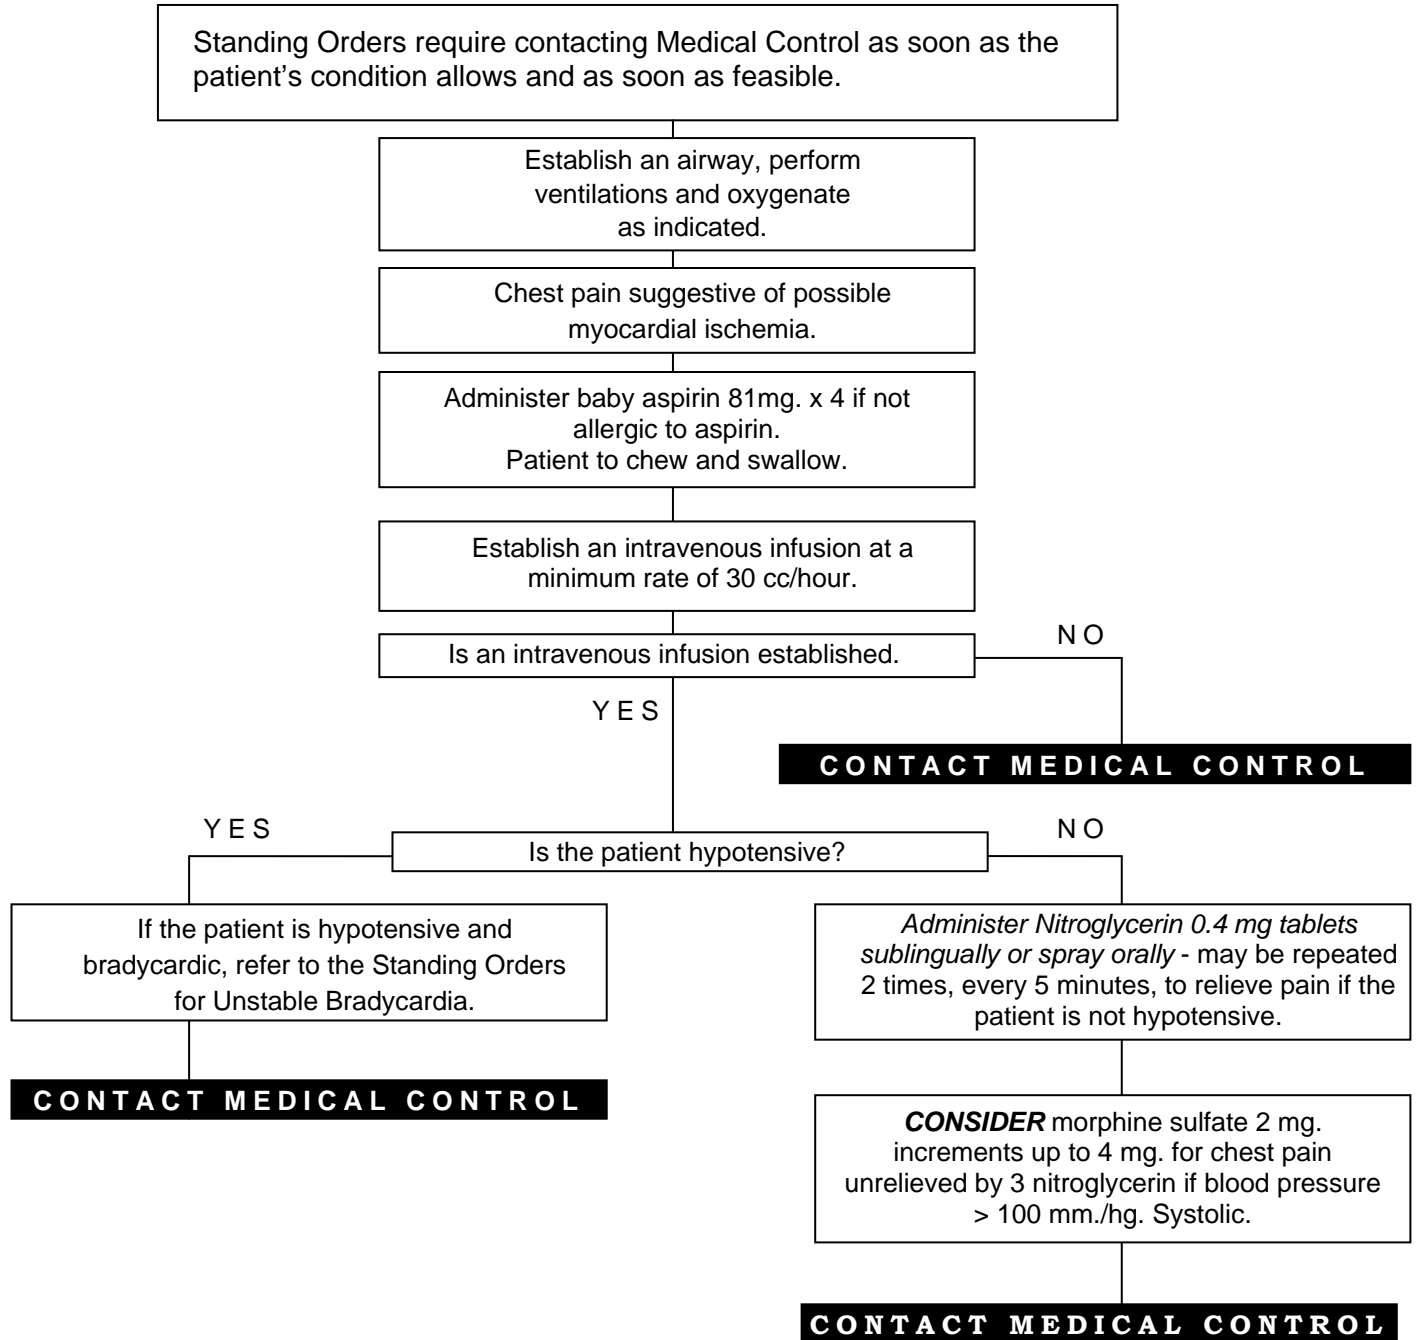 Standing Orders require contacting Medical Control as soon as the
patient's condition allows and as soon as feasible.
Establish an airway, perform
ventilations and oxygenate
as indicated.
Chest pain suggestive of possible
myocardial ischemia.
Administer baby aspirin 81mg. x 4 if not
allergic to aspirin.
Patient to chew and swallow.
Establish an intravenous infusion at a
minimum rate of 30 cc/hour.
Is an intravenous infusion established.
NO
YES
CONTACT MEDICAL CONTROL
YES
NO
Is the patient hypotensive?
If the patient is hypotensive and
bradycardic, refer to the Standing Orders
for Unstable Bradycardia.
CONTACT MEDICAL CONTROL
Administer Nitroglycerin 0.4 mg tablets
sublingually or spray orally - may be repeated
2 times, every 5 minutes, to relieve pain if the
patient is not hypotensive.
CONSIDER morphine sulfate 2 mg.
increments up to 4 mg. for chest pain
unrelieved by 3 nitroglycerin if blood pressure
> 100 mm./hg. Systolic.
CONTACT MEDICAL CONTROL